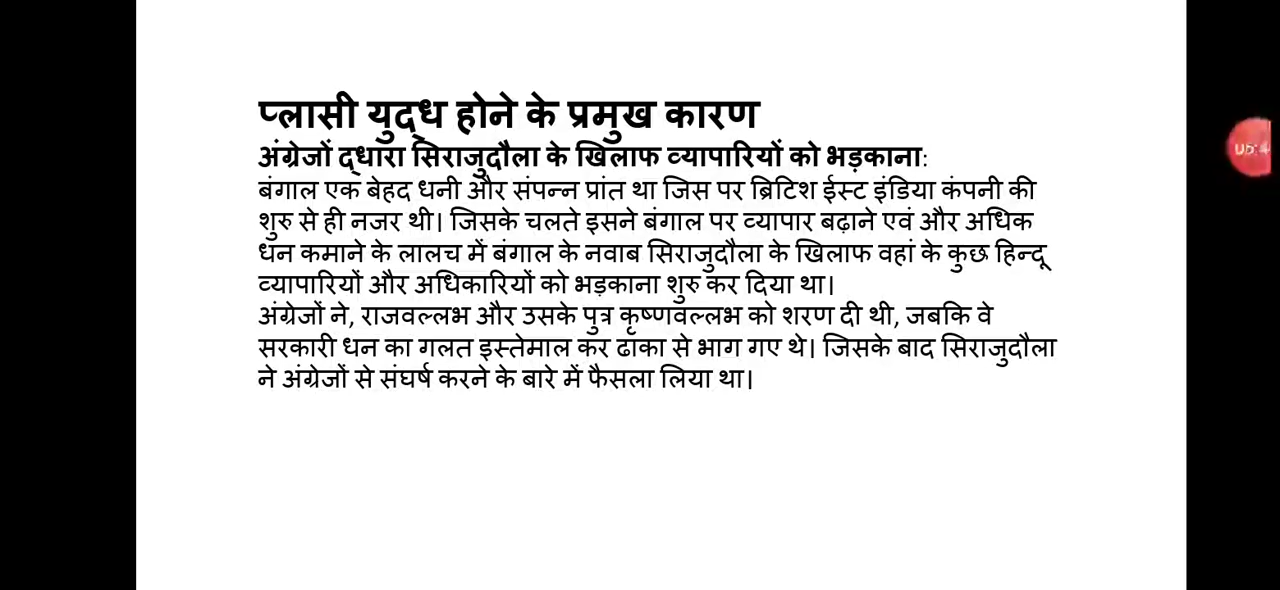 प्लासी युद्ध होने के प्रमुख कारण
अंग्रेजों द्धारा सिराजुदौला के खिलाफ व्यापारियों को भड़काना:
बंगाल एक बेहद धनी और संपन्न प्रांत था जिस पर ब्रिटिश ईस्ट इंडिया कंपनी की
शुरु से ही नजर थी। जिसके चलते इसने बंगाल पर व्यापार बढ़ाने एवं और अधिक
धन कमाने के लालच में बंगाल के नवाब सिराजुदौला के खिलाफ वहां के कुछ हिन्दू
व्यापारियों और अधिकारियों को भड़काना शुरु कर दिया था।
अंग्रेजों ने, राजवल्लभ और उसके पुत्र कृष्णवल्लभ को शरण दी थी, जबकि वे
सरकारी धन का गलत इस्तेमाल कर ढाका से भाग गए थे। जिसके बाद सिराजुदौला
ने अंग्रेजों से संघर्ष करने के बारे में फैसला लिया था।